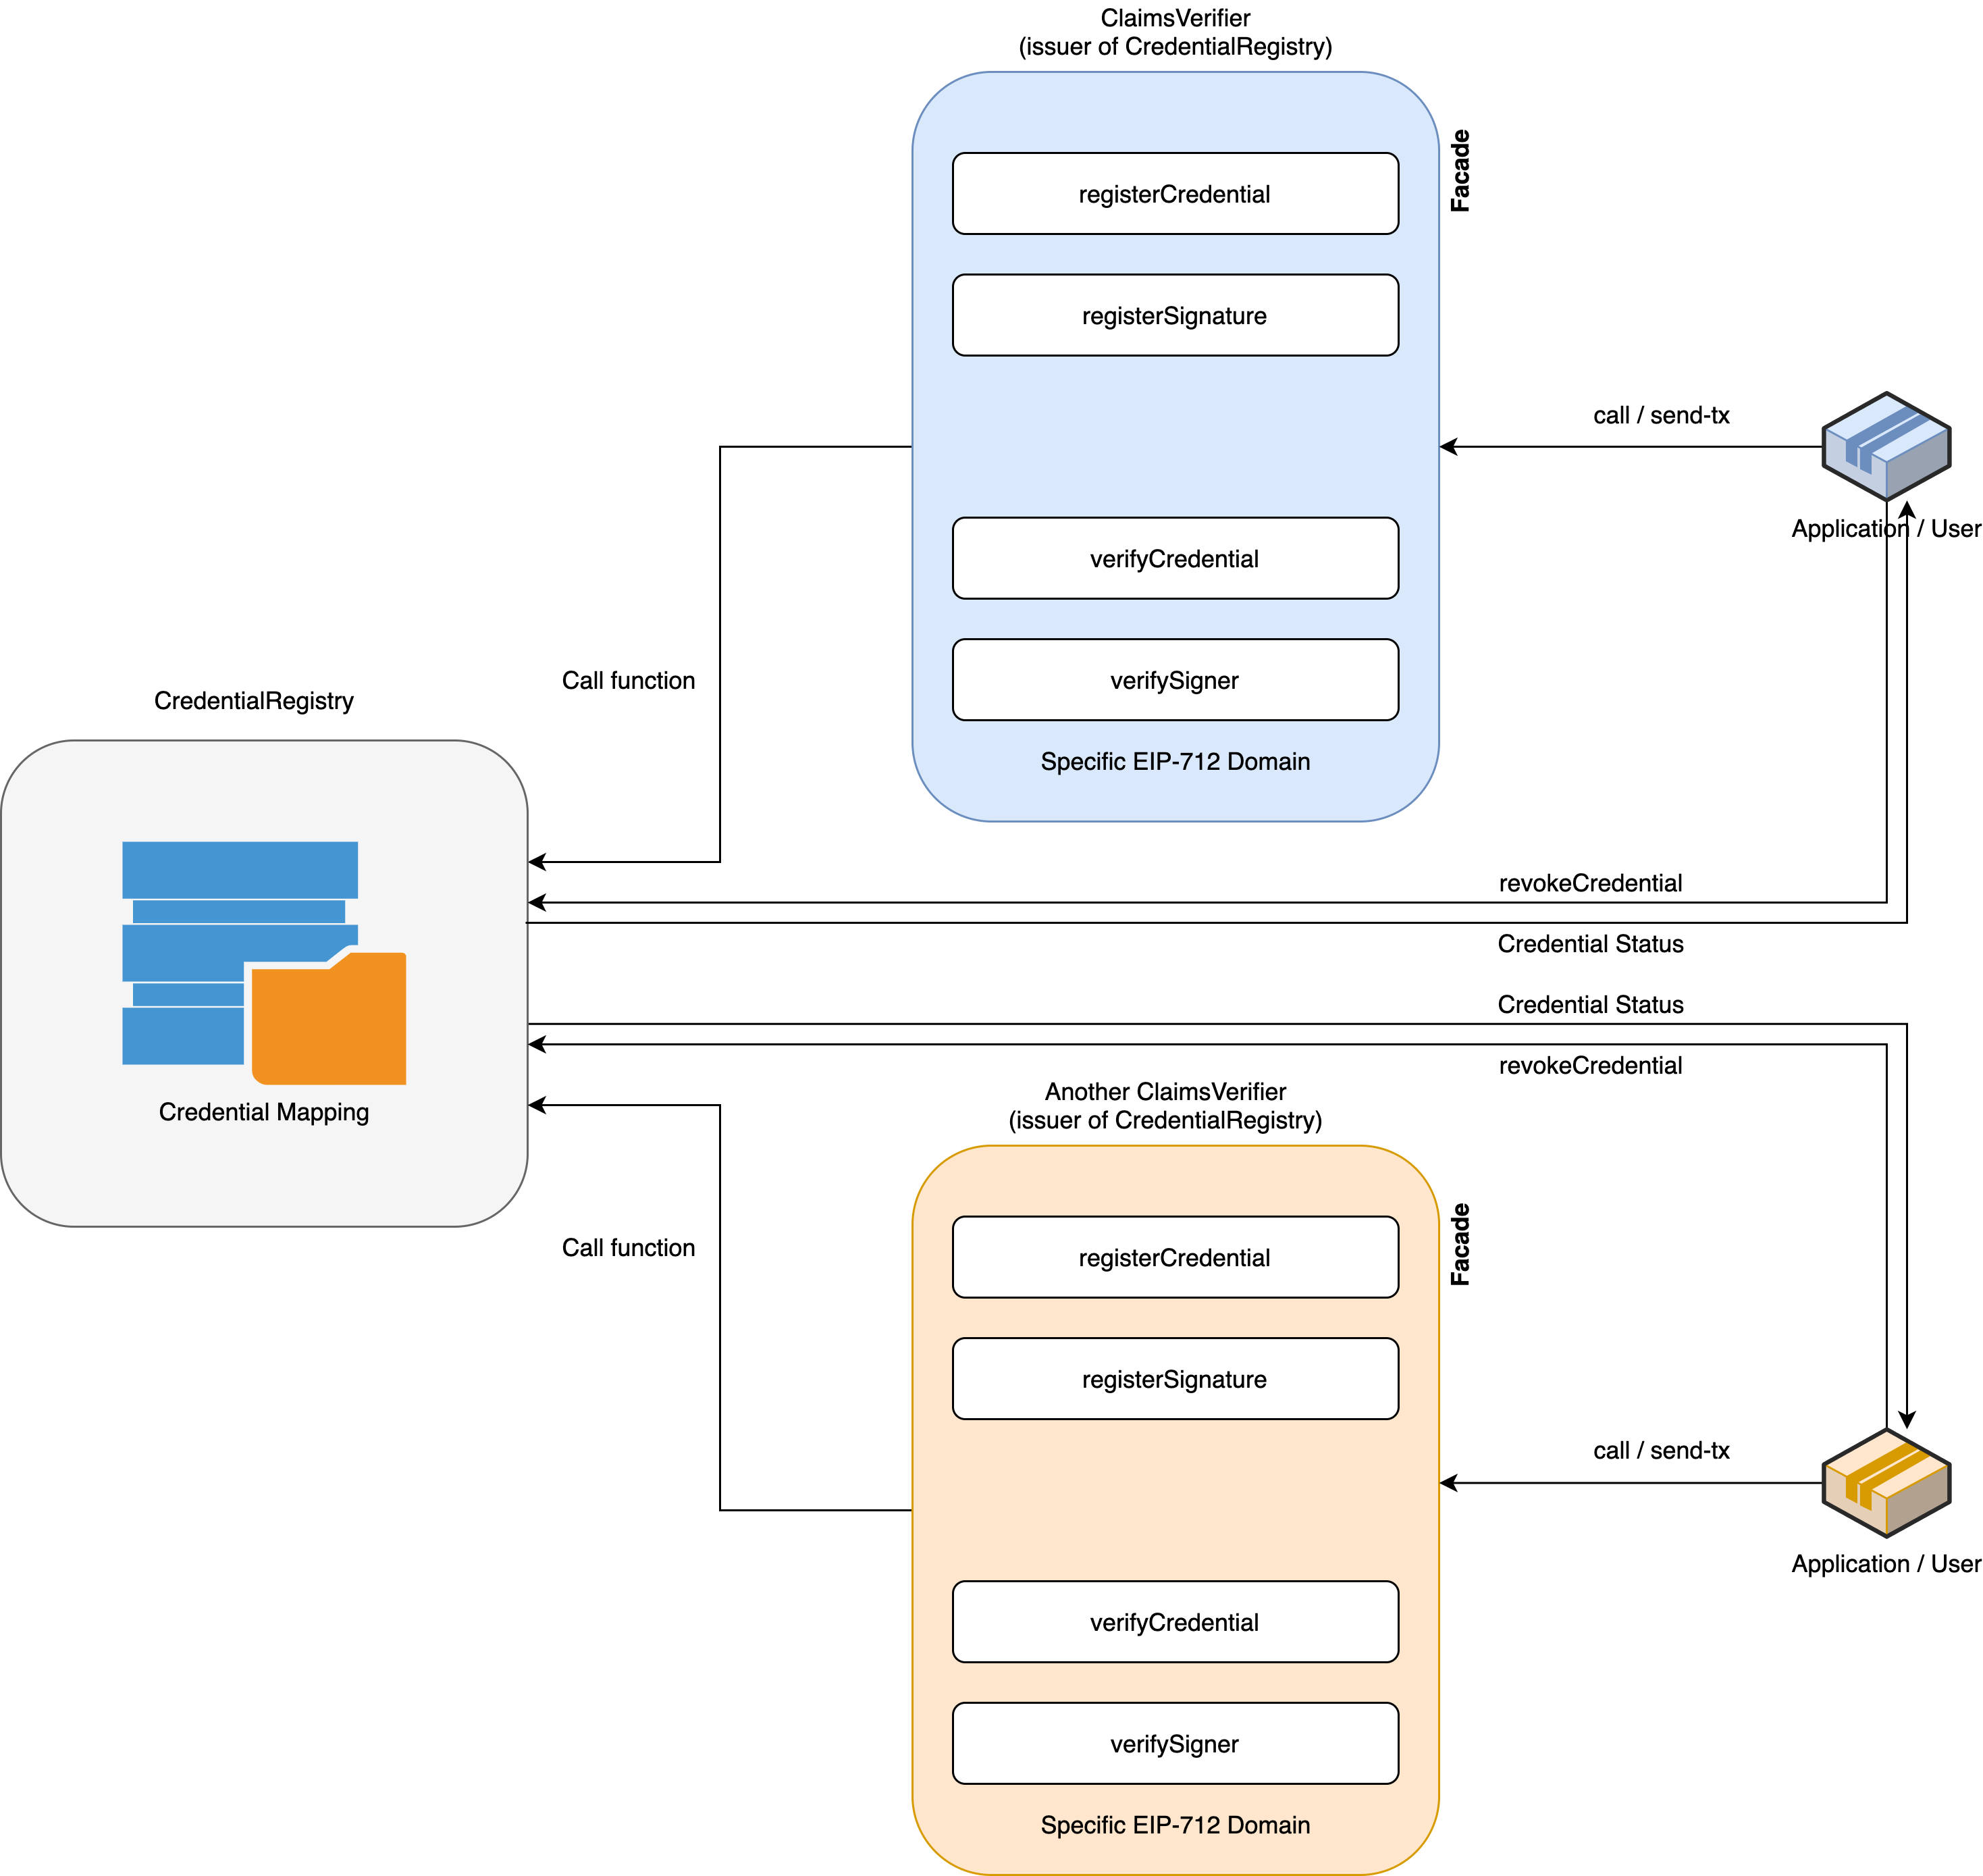 ClaimsVerifier
(issuer of CredentialRegistry)
Facade
registerCredential
registerSignature
call / send-tx
Application / User
verifyCredential
verifySigner
Call function
CredentialRegistry
Specific EIP-712 Domain
revokeCredential
Credential Status
Credential Status
revokeCredential
Credential Mapping
Another ClaimsVerifier
(issuer of CredentialRegistry)
Facade
Call function
registerCredential
registerSignature
call / send-tx
Application / User
verifyCredential
verifySigner
Specific EIP-712 Domain